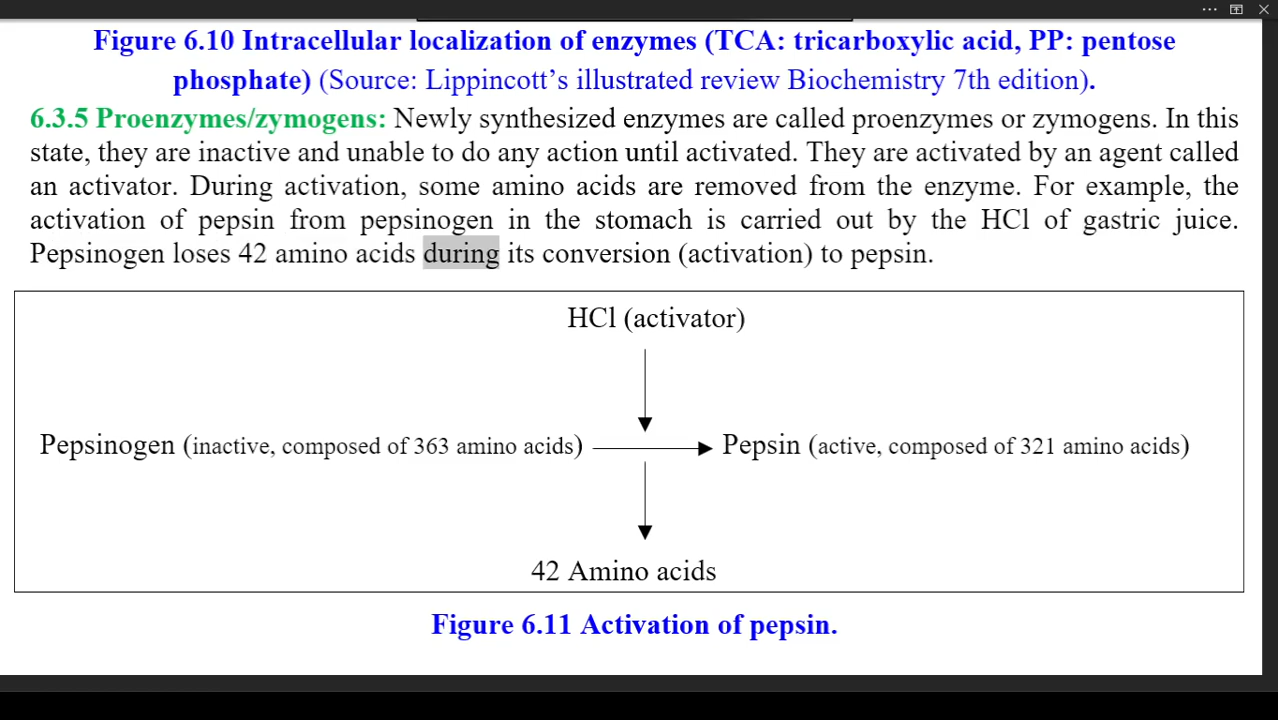 Figure 6.10 Intracellular localization of enzymes (TCA: tricarboxylic acid, PP: pentose
phosphate) (Source: Lippincott’s illustrated review Biochemistry 7th edition).
6.3.5 Proenzymes/zymogens: Newly synthesized enzymes are called proenzymes or zymogens. In this
state, they are inactive and unable to do any action until activated. They are activated by an agent called
an activator. During activation, some amino acids are removed from the enzyme. For example, the
activation of pepsin from pepsinogen in the stomach is carried out by the HCl of gastric juice.
Pepsinogen loses 42 amino acids during its conversion (activation) to pepsin.
HCl (activator)
Pepsinogen (inactive, composed of 363 amino acids) Pepsin (active, composed of 321 amino acids)
42 Amino acids
Figure 6.11 Activation of pepsin.